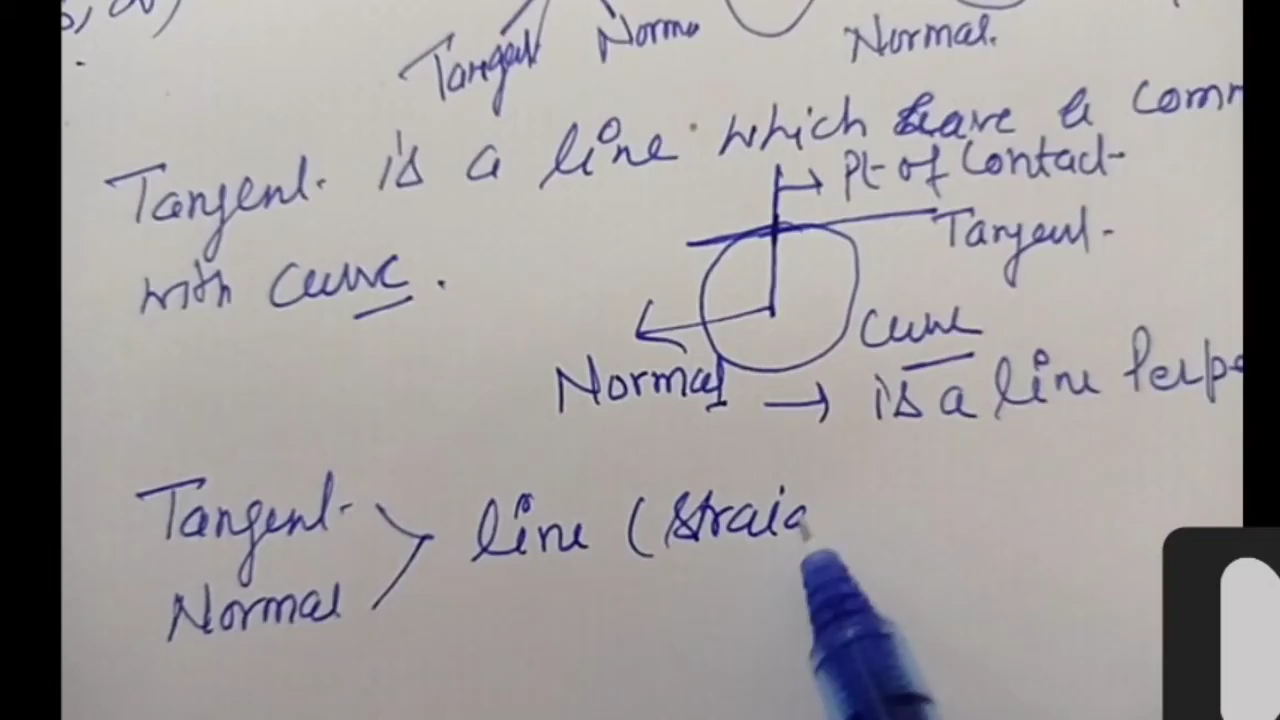 Tangent Norma Normal.
Tangent is a line which have a comm
Pt of Contact
Tangent
with curve.
curve
Normal → is a line Perpe
Tangent
line (straig
Normal